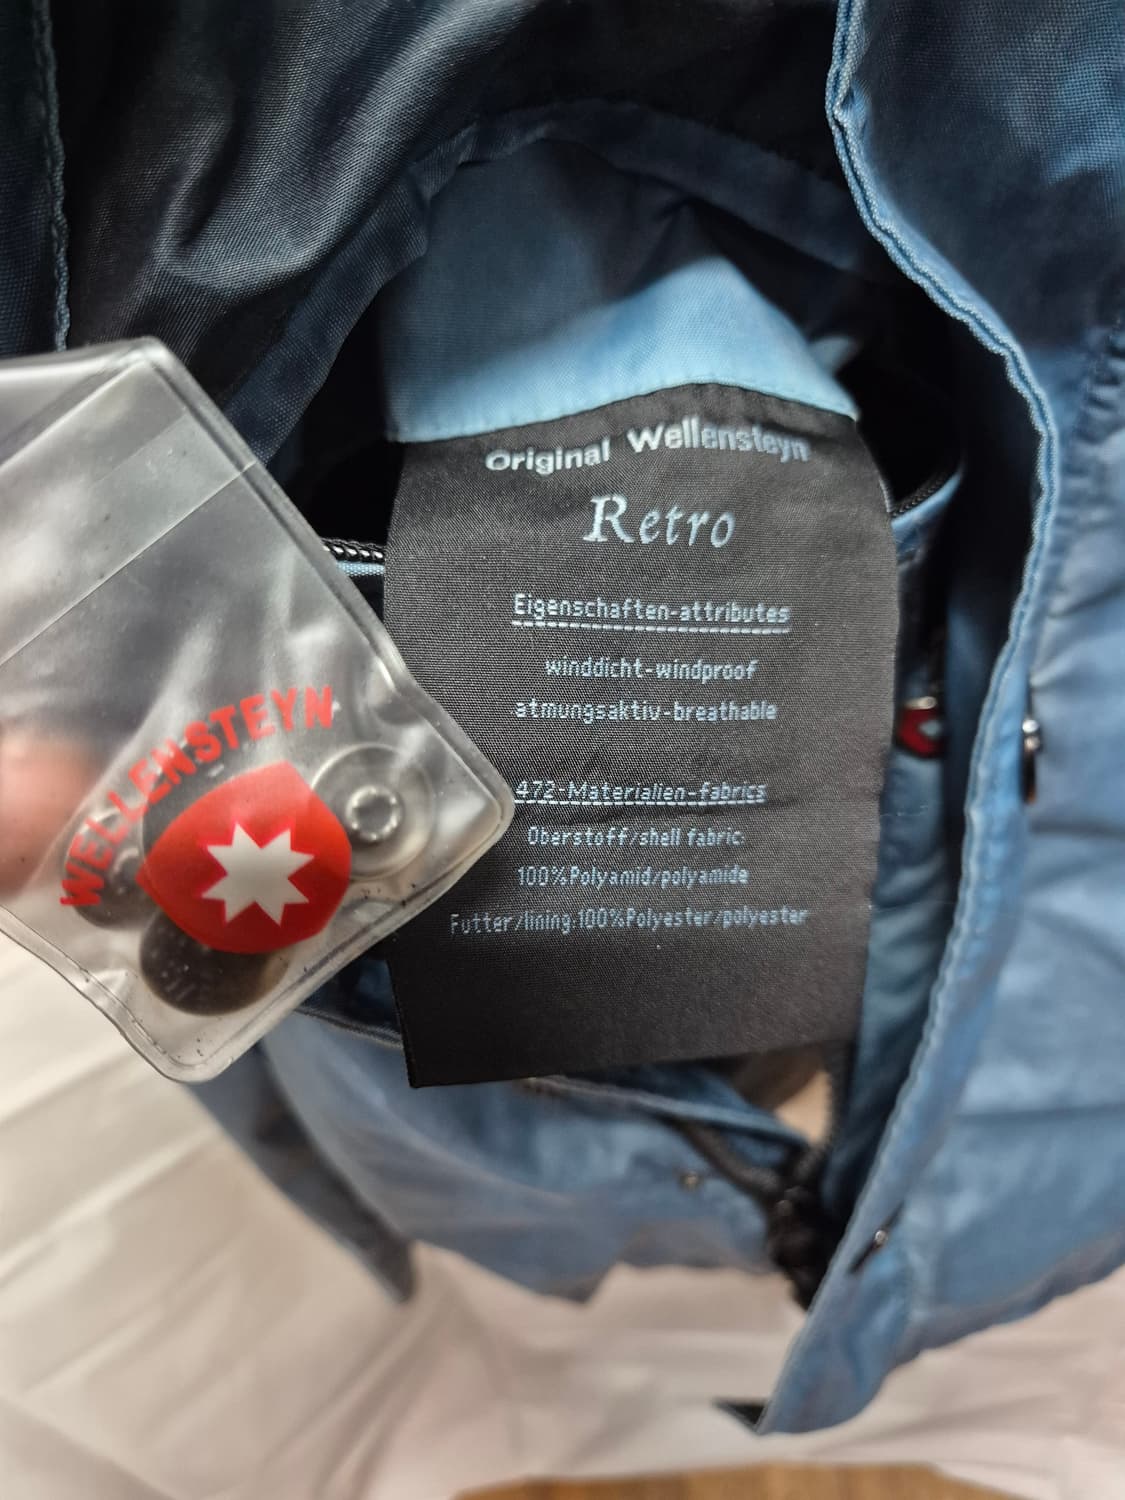 Original Wellensteyn
Retro
Eigenschaften-attributes
winddicht-windproof
atmungsaktiv-breathable
472-Materialien-fabrics
Oberstoff/shell fabric
100%Polyamid/polyamide
Futter/lining:100%Polyester/polyester
WELLENSTEYN